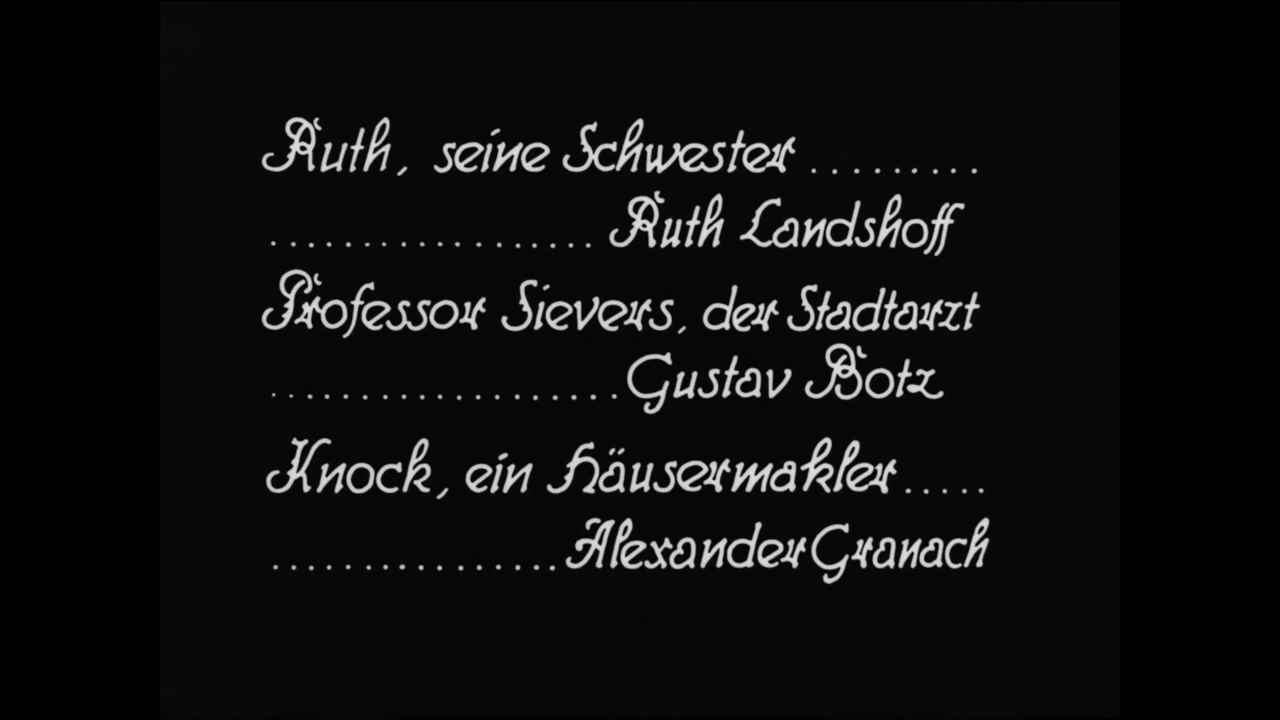 Ruth, seine Schwester .........
.................. Ruth Landshoff
Professor Sievers, der Stadtarzt
.................... Gustav Botz
Knock, ein Häusermakler .....
................ Alexander Granach